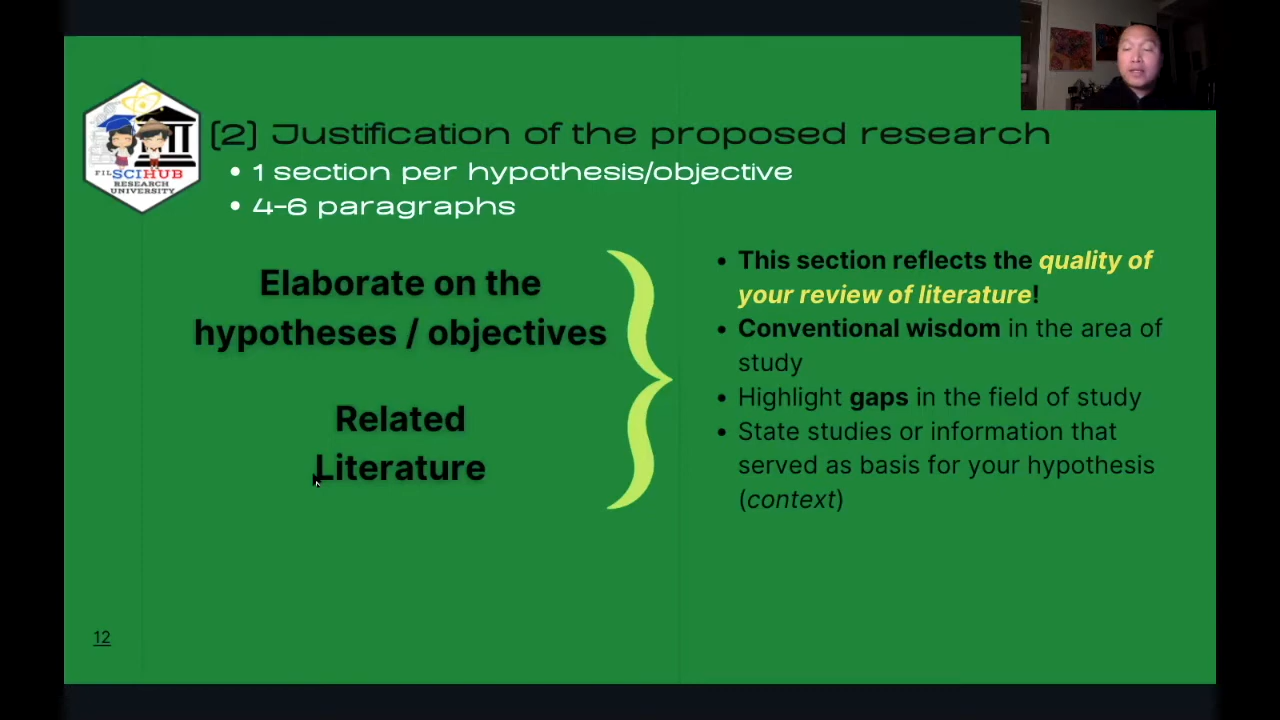 (2) Justification of the proposed research
• 1 section per hypothesis/objective
• 4-6 paragraphs
FIL SCIHUB
RESEARCH
UNIVERSITY
Elaborate on the
hypotheses / objectives
Related
Literature
• This section reflects the quality of
your review of literature!
• Conventional wisdom in the area of
study
• Highlight gaps in the field of study
• State studies or information that
served as basis for your hypothesis
(context)
12